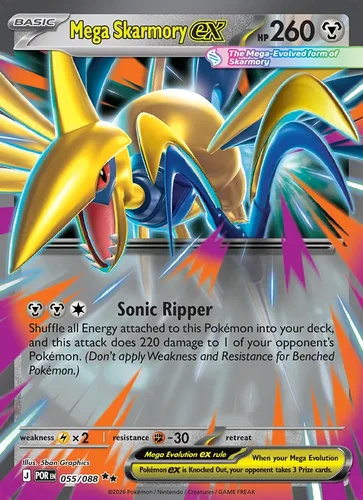 BASIC
Mega Skarmory ex
HP 260
The Mega-Evolved form of
Skarmory
Sonic Ripper
Shuffle all Energy attached to this Pokémon into your deck,
and this attack does 220 damage to 1 of your opponent's
Pokémon. (Don't apply Weakness and Resistance for Benched
Pokémon.)
weakness ×2 resistance -30 retreat
Mega Evolution ex rule
When your Mega Evolution
Pokémon ex is Knocked Out, your opponent takes 3 Prize cards.
Illus. 5ban Graphics
J POR EN 055/088
©2026 Pokémon / Nintendo / Creatures / GAME FREAK